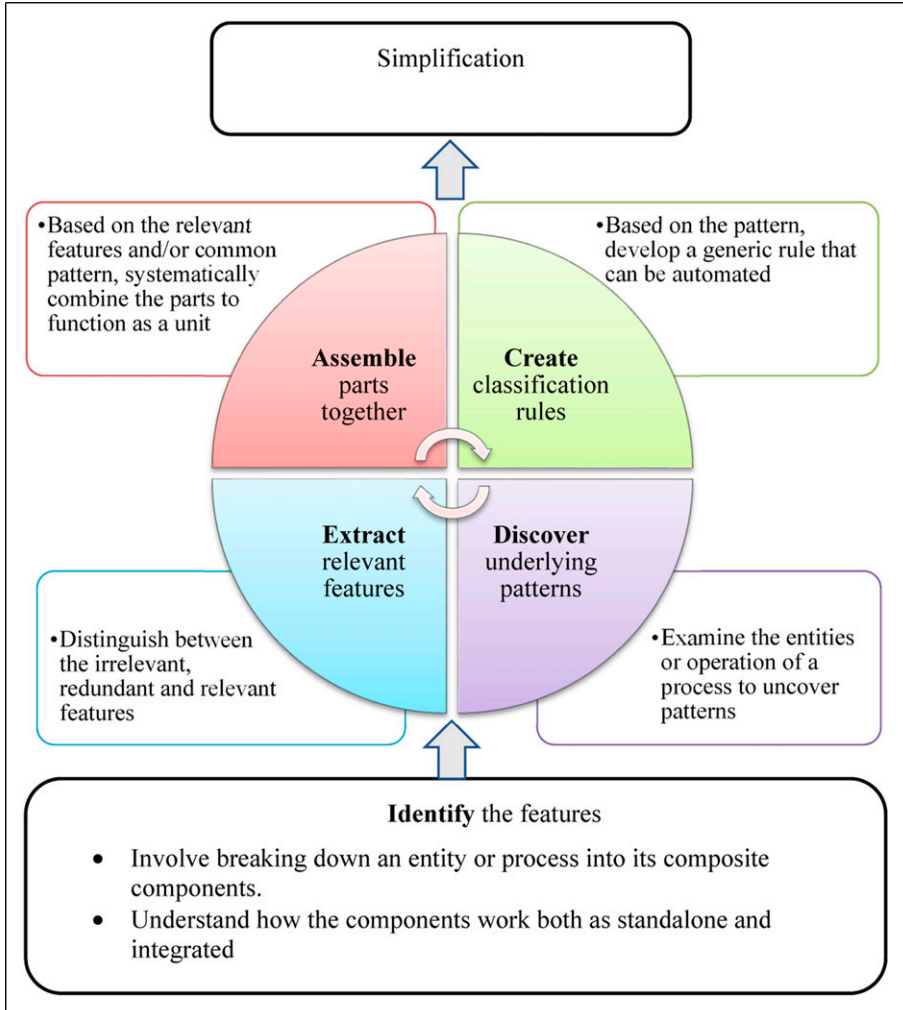 Simplification
•Based on the relevant
features and/or common
pattern, systematically
combine the parts to
function as a unit
•Based on the pattern,
develop a generic rule that
can be automated
Assemble
parts
together
Create
classification
rules
Extract
relevant
features
Discover
underlying
patterns
•Distinguish between
the irrelevant,
redundant and relevant
features
•Examine the entities
or operation of a
process to uncover
patterns
Identify the features
• Involve breaking down an entity or process into its composite
components.
• Understand how the components work both as standalone and
integrated